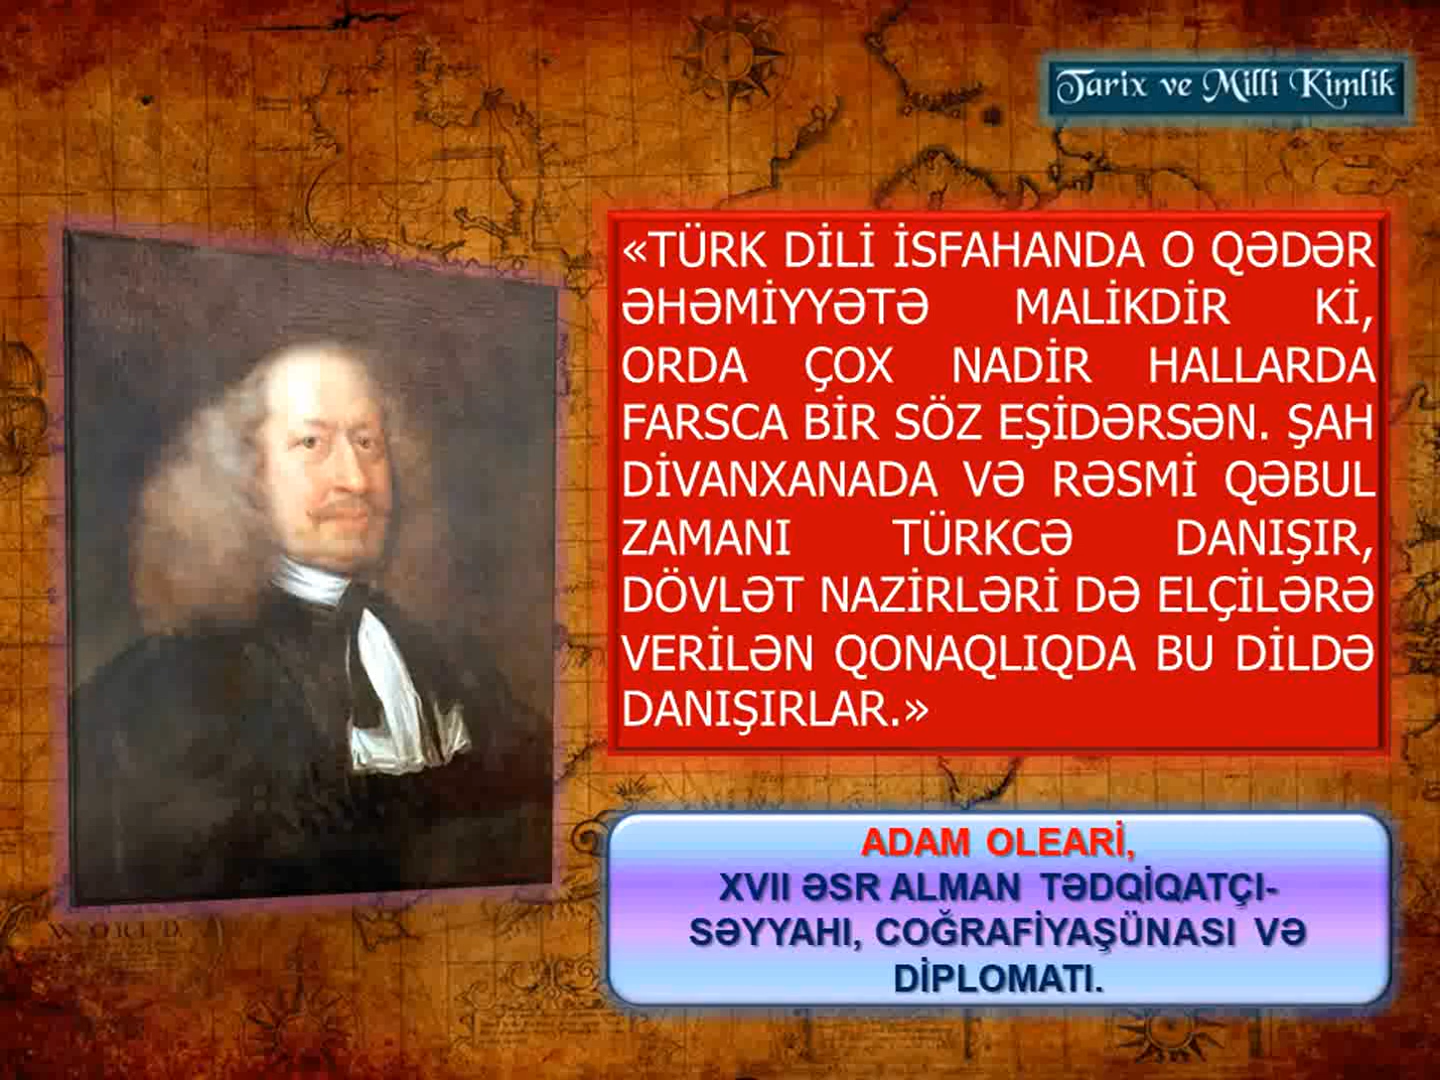 Tarix ve Milli Kimlik
«TÜRK DİLİ İSFAHANDA O QƏDƏR
ƏHƏMİYYƏTƏ MALİKDİR Kİ,
ORDA ÇOX NADİR HALLARDA
FARSCA BİR SÖZ EŞİDƏRSƏN. ŞAH
DİVANXANADA VƏ RƏSMİ QƏBUL
ZAMANI TÜRKCƏ DANIŞIR,
DÖVLƏT NAZİRLƏRİ DƏ ELÇİLƏRƏ
VERİLƏN QONAQLIQDA BU DİLDƏ
DANIŞIRLAR.»
ADAM OLEARİ,
XVII ƏSR ALMAN TƏDQİQATÇI-
SƏYYAHI, COĞRAFİYAŞÜNASI VƏ
DİPLOMATI.
WORLD